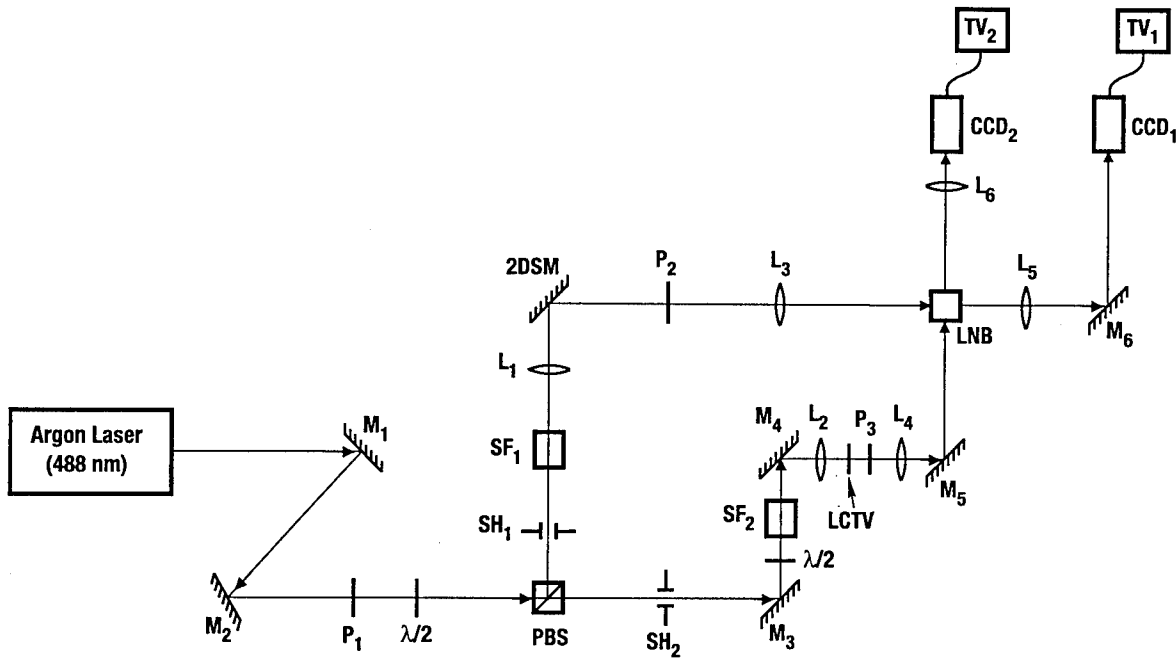 TV₂
TV₁
CCD₂
CCD₁
L₆
2DSM
P₂
L₃
L₅
LNB
M₆
L₁
M₁
Argon Laser
(488 nm)
M₄
L₂
P₃
L₄
SF₁
M₅
SF₂
LCTV
SH₁
λ/2
M₂
P₁
λ/2
PBS
SH₂
M₃